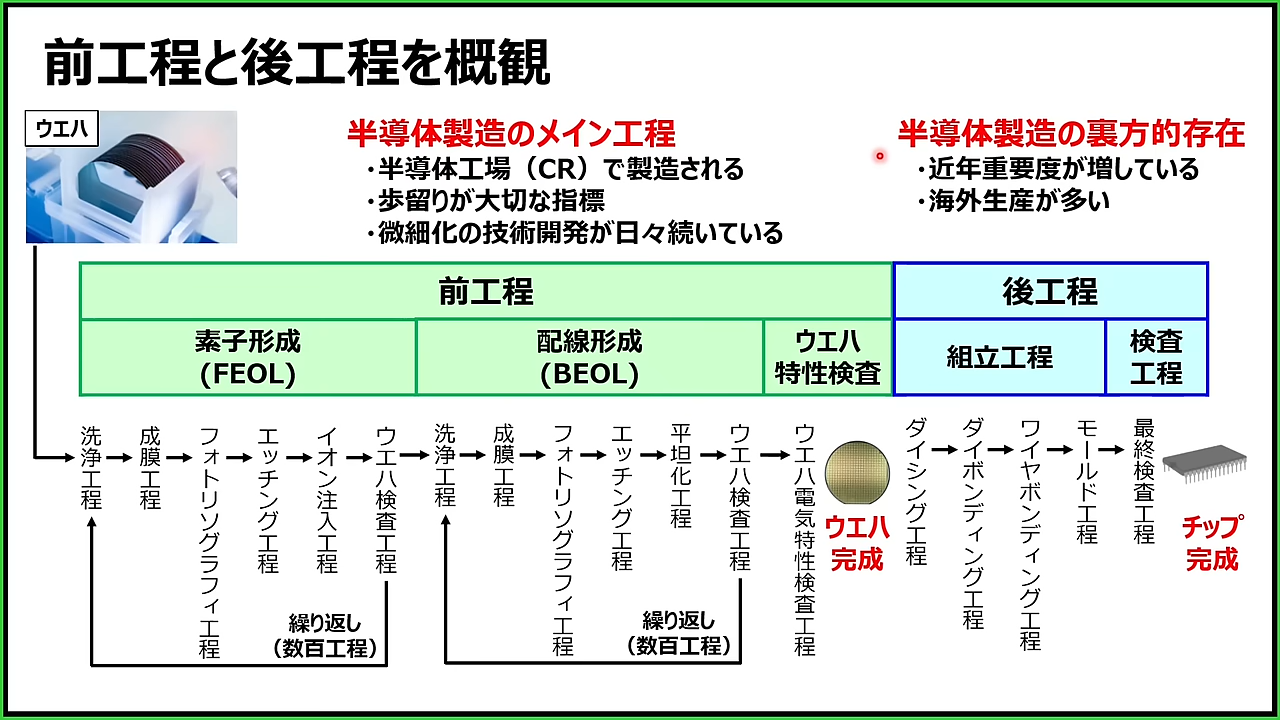 前工程と後工程を概観
ウエハ
半導体製造のメイン工程
・半導体工場（CR）で製造される
・歩留りが大切な指標
・微細化の技術開発が日々続いている
半導体製造の裏方的存在
・近年重要度が増している
・海外生産が多い
前工程
後工程
素子形成
(FEOL)
配線形成
(BEOL)
ウエハ
特性検査
組立工程
検査
工程
洗浄工程
成膜工程
フォトリソグラフィ工程
エッチング工程
イオン注入工程
ウエハ検査工程
繰り返し
（数百工程）
洗浄工程
成膜工程
フォトリソグラフィ工程
エッチング工程
平坦化工程
ウエハ検査工程
繰り返し
（数百工程）
ウエハ電気特性検査工程
ウエハ
完成
ダイシング工程
ダイボンディング工程
ワイヤボンディング工程
モールド工程
最終検査工程
チップ
完成